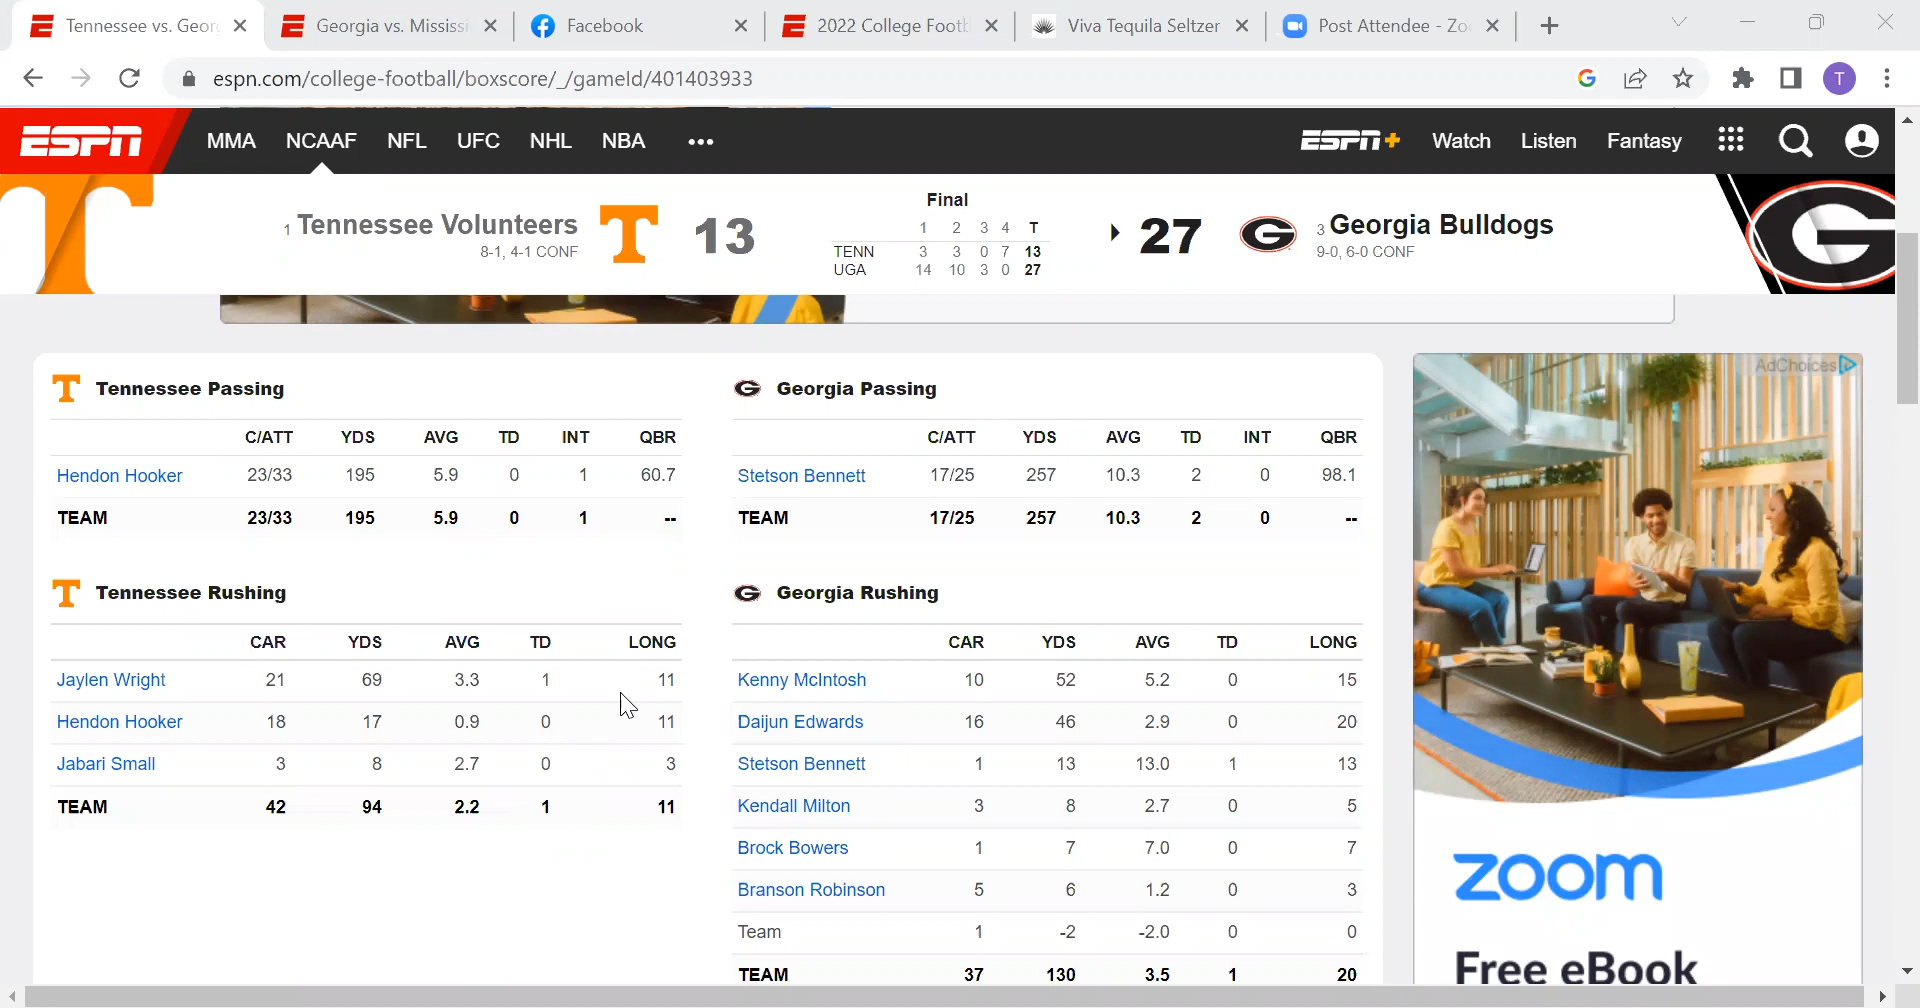 Tennessee vs. Geor
Georgia vs. Mississi
Facebook
2022 College Footb
Viva Tequila Seltzer
Post Attendee - Zo
espn.com/college-football/boxscore/_/gameId/401403933
T
ESPN
MMA
NCAAF
NFL
UFC
NHL
NBA
ESPN+
Watch
Listen
Fantasy
1 Tennessee Volunteers
8-1, 4-1 CONF
T
13
Final
1 2 3 4 T
TENN 3 3 0 7 13
UGA 14 10 3 0 27
27
G
3 Georgia Bulldogs
9-0, 6-0 CONF
Tennessee Passing
C/ATT YDS AVG TD INT QBR
Hendon Hooker 23/33 195 5.9 0 1 60.7
TEAM 23/33 195 5.9 0 1 --
Georgia Passing
C/ATT YDS AVG TD INT QBR
Stetson Bennett 17/25 257 10.3 2 0 98.1
TEAM 17/25 257 10.3 2 0 --
Tennessee Rushing
CAR YDS AVG TD LONG
Jaylen Wright 21 69 3.3 1 11
Hendon Hooker 18 17 0.9 0 11
Jabari Small 3 8 2.7 0 3
TEAM 42 94 2.2 1 11
Georgia Rushing
CAR YDS AVG TD LONG
Kenny McIntosh 10 52 5.2 0 15
Daijun Edwards 16 46 2.9 0 20
Stetson Bennett 1 13 13.0 1 13
Kendall Milton 3 8 2.7 0 5
Brock Bowers 1 7 7.0 0 7
Branson Robinson 5 6 1.2 0 3
Team 1 -2 -2.0 0 0
TEAM 37 130 3.5 1 20
AdChoices
zoom
Free eBook